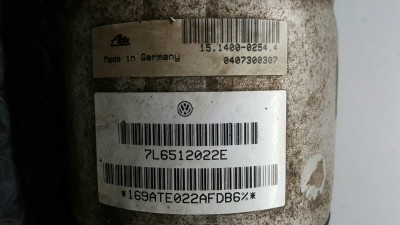 Ate
15.1400-0254.4
Made in Germany
0407300307
7L6512022E
*169ATE022AFDB6%*